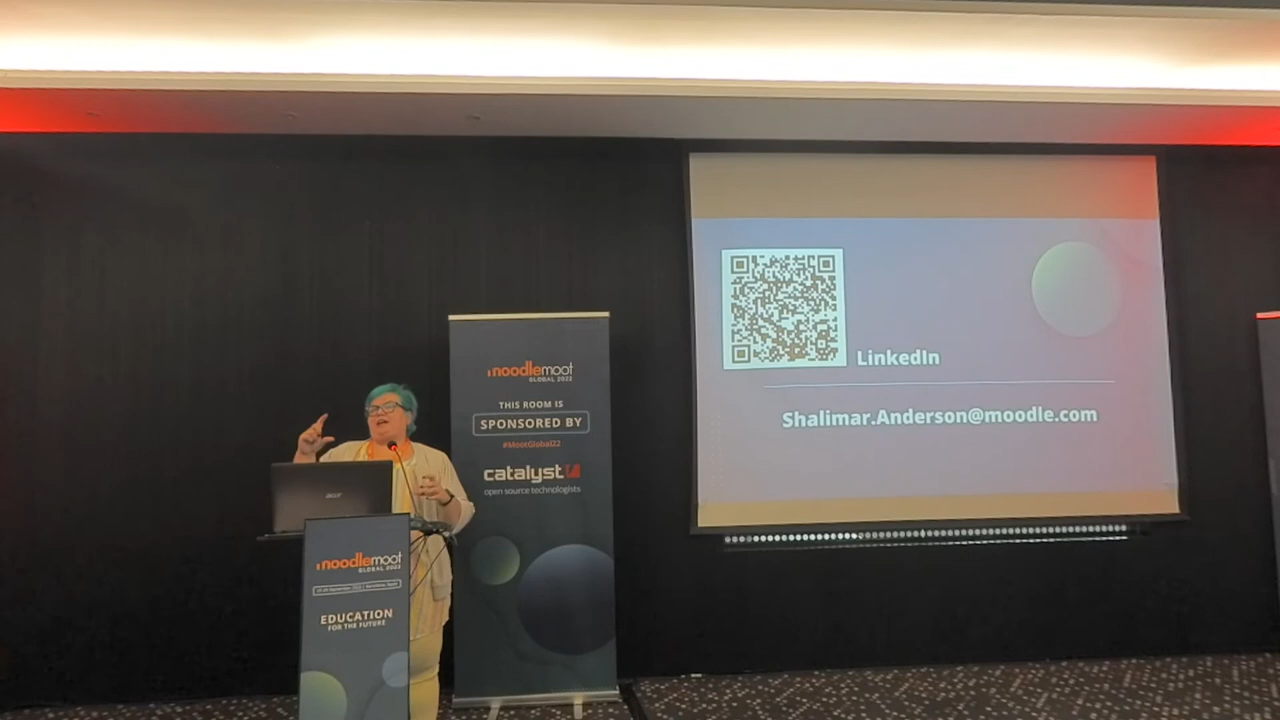 moodlemoot
GLOBAL 2022
THIS ROOM IS
SPONSORED BY
#MootGlobal22
catalyst
open source technologists
acer
moodlemoot
GLOBAL 2022
EDUCATION
FOR THE FUTURE
LinkedIn
Shalimar.Anderson@moodle.com